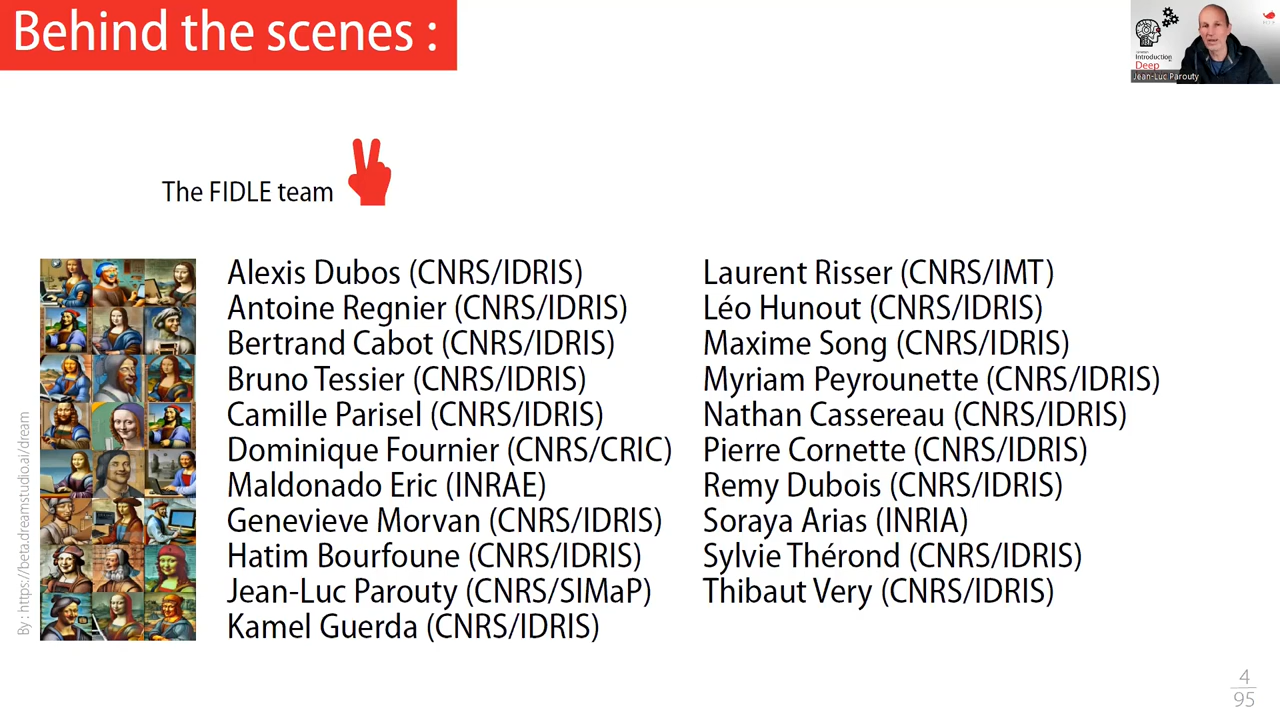 Behind the scenes :
Introduction
Deep
Jean-Luc Parouty
The FIDLE team
Alexis Dubos (CNRS/IDRIS)
Antoine Regnier (CNRS/IDRIS)
Bertrand Cabot (CNRS/IDRIS)
Bruno Tessier (CNRS/IDRIS)
Camille Parisel (CNRS/IDRIS)
Dominique Fournier (CNRS/CRIC)
Maldonado Eric (INRAE)
Genevieve Morvan (CNRS/IDRIS)
Hatim Bourfoune (CNRS/IDRIS)
Jean-Luc Parouty (CNRS/SIMaP)
Kamel Guerda (CNRS/IDRIS)
Laurent Risser (CNRS/IMT)
Léo Hunout (CNRS/IDRIS)
Maxime Song (CNRS/IDRIS)
Myriam Peyrounette (CNRS/IDRIS)
Nathan Cassereau (CNRS/IDRIS)
Pierre Cornette (CNRS/IDRIS)
Remy Dubois (CNRS/IDRIS)
Soraya Arias (INRIA)
Sylvie Thérond (CNRS/IDRIS)
Thibaut Very (CNRS/IDRIS)
By : https://beta.dreamstudio.ai/dream
4
95